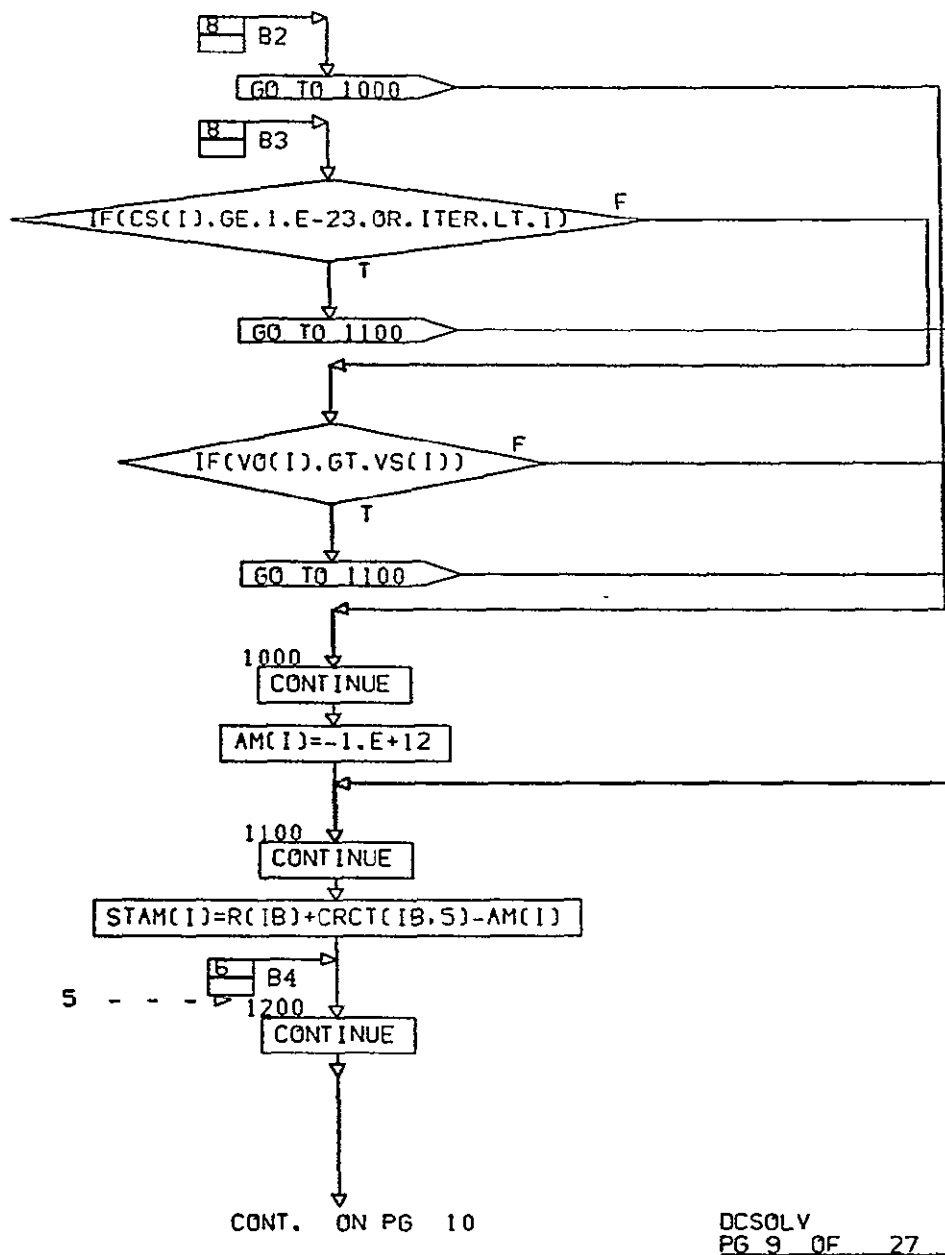 8
B2
GO TO 1000
8
B3
IF(CS(I).GE.1.E-23.OR.ITER.LT.1)
F
T
GO TO 1100
IF(VO(I).GT.VS(I))
F
T
GO TO 1100
1000
CONTINUE
AM(I)=-1.E+12
1100
CONTINUE
STAM(I)=R(IB)+CRCT(IB,5)-AM(I)
6
B4
5 - - -
1200
CONTINUE
CONT. ON PG 10
DCSOLV
PG 9 OF 27